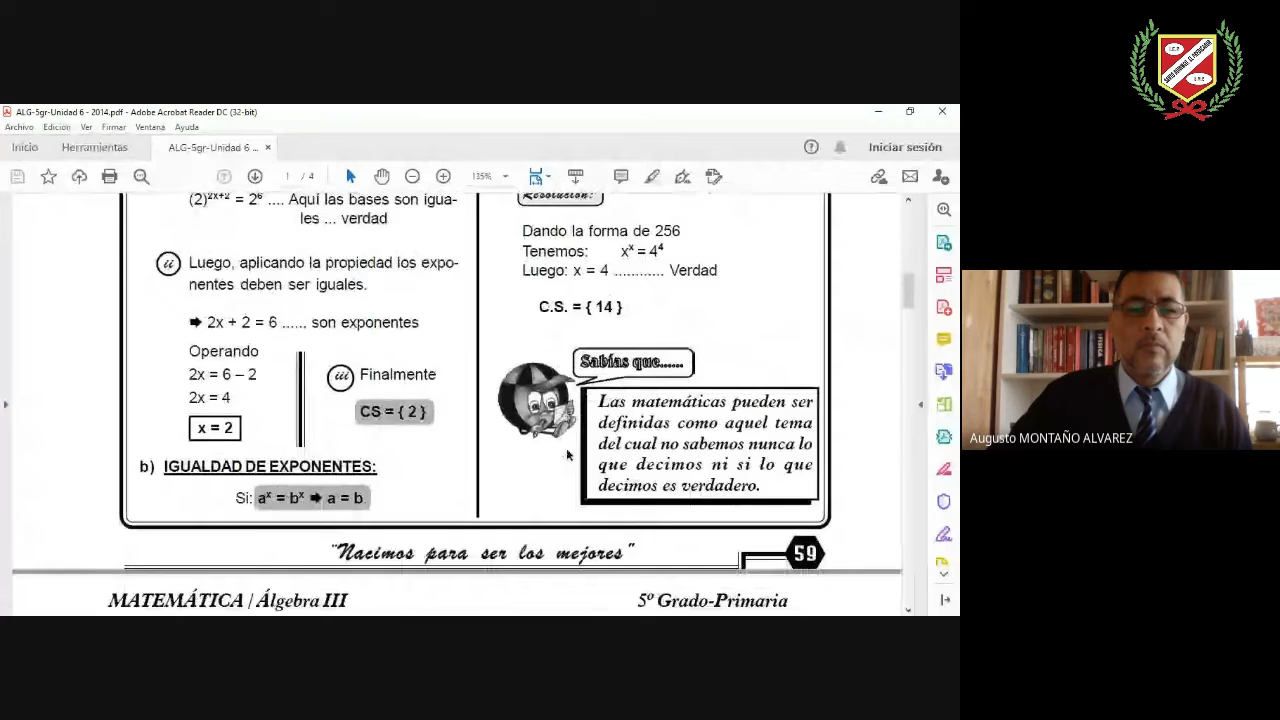 ALG-5gr-Unidad 6 - 2014.pdf - Adobe Acrobat Reader DC (32-bit)
Archivo Edición Ver Firmar Ventana Ayuda
Inicio Herramientas ALG-5gr-Unidad 6 ... × Iniciar sesión
1 / 4 135%
(2)²ˣ⁺² = 2⁶ .... Aquí las bases son igua-
les ... verdad
ii Luego, aplicando la propiedad los expo-
nentes deben ser iguales.
➡ 2x + 2 = 6 ...... son exponentes
Operando
2x = 6 – 2
2x = 4
x = 2
iii Finalmente
CS = { 2 }
b) IGUALDAD DE EXPONENTES:
Si: aˣ = bˣ ➡ a = b
Resolución:
Dando la forma de 256
Tenemos: xˣ = 4⁴
Luego: x = 4 ............ Verdad
C.S. = { 14 }
Sabías que......
Las matemáticas pueden ser
definidas como aquel tema
del cual no sabemos nunca lo
que decimos ni si lo que
decimos es verdadero.
"Nacimos para ser los mejores"
59
MATEMÁTICA / Álgebra III 5º Grado-Primaria
Augusto MONTAÑO ALVAREZ